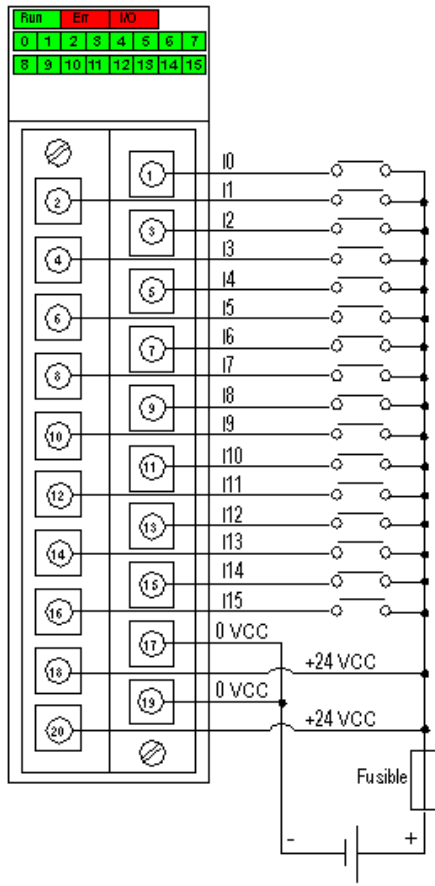 Run Err I/O
0 1 2 3 4 5 6 7
8 9 10 11 12 13 14 15
1 I0
2 I1
3 I2
4 I3
5 I4
6 I5
7 I6
8 I7
9 I8
10 I9
11 I10
12 I11
13 I12
14 I13
15 I14
16 I15
17 0 VCC
18 +24 VCC
19 0 VCC
20 +24 VCC
Fusible
- +